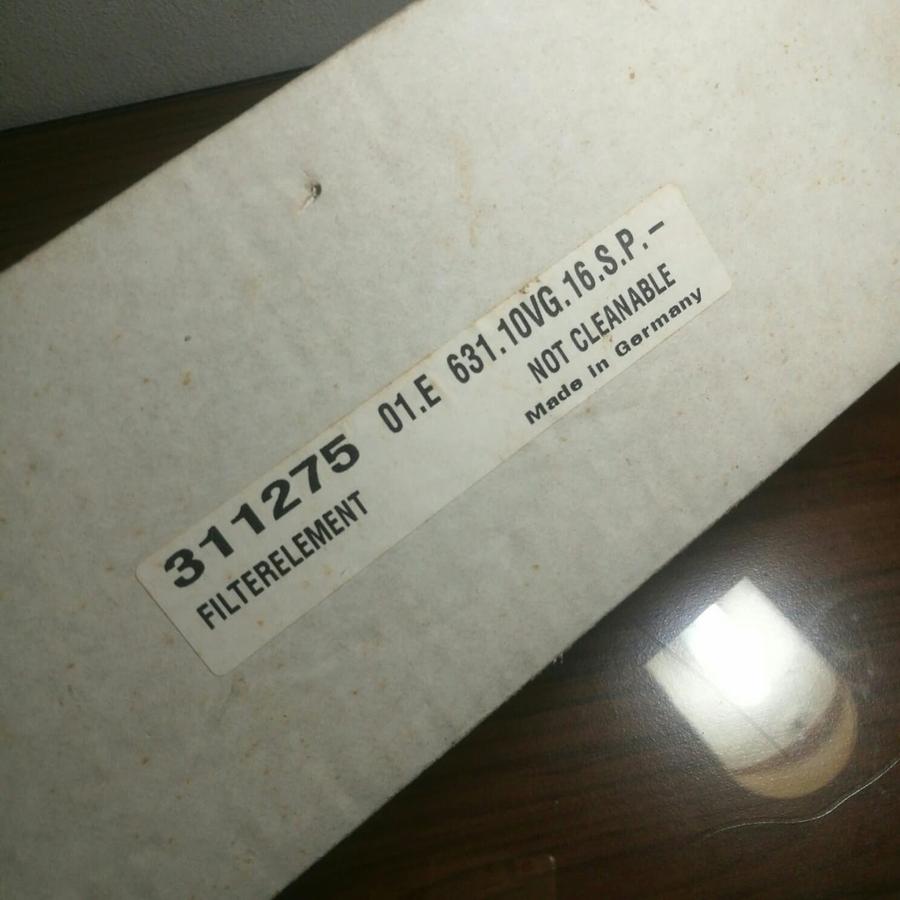 311275 01.E 631.10VG.16.S.P.–
FILTERELEMENT NOT CLEANABLE
Made in Germany